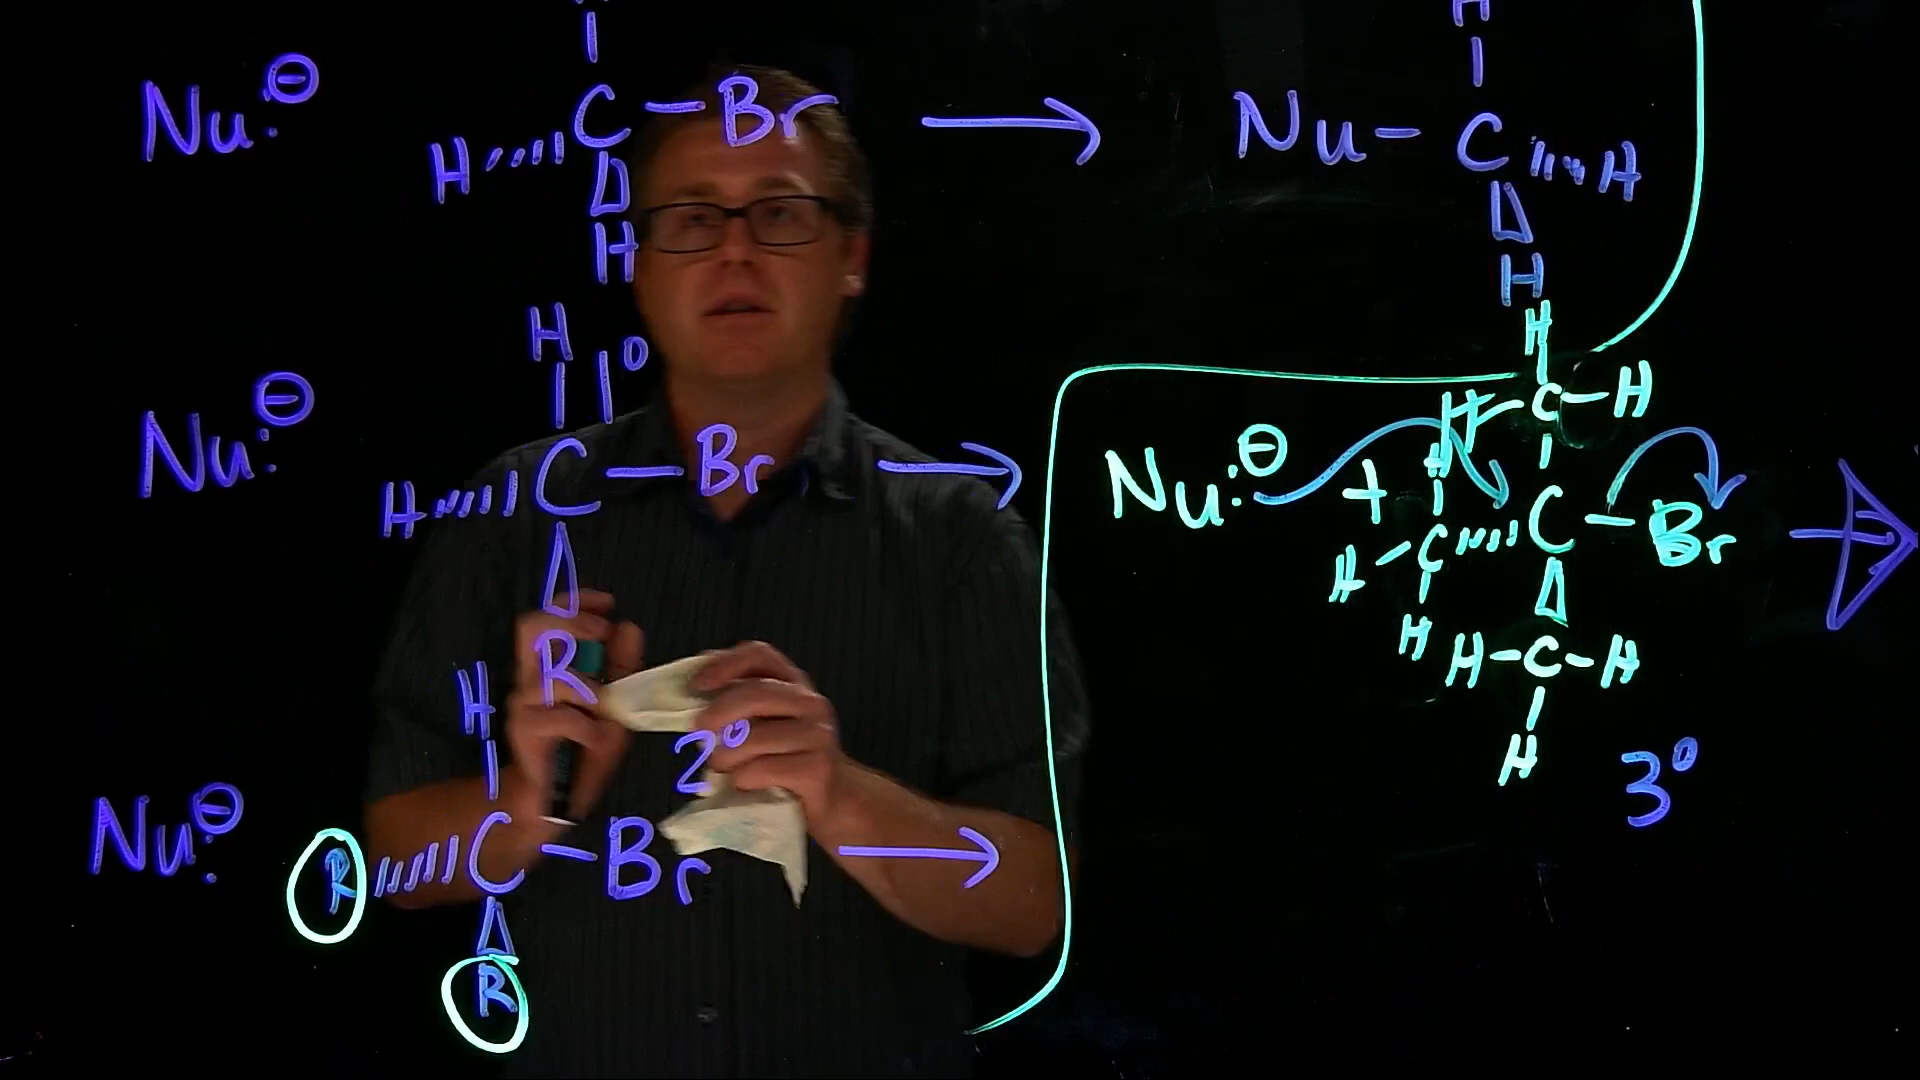 H
Nu:⊖ H C - Br → Nu - C H
H H
H 1° H
H - C - H
Nu:⊖ H C - Br → Nu:⊖ + H C - Br
R H - C
H H - C - H
H H
2° 3°
Nu:⊖ R C - Br →
R